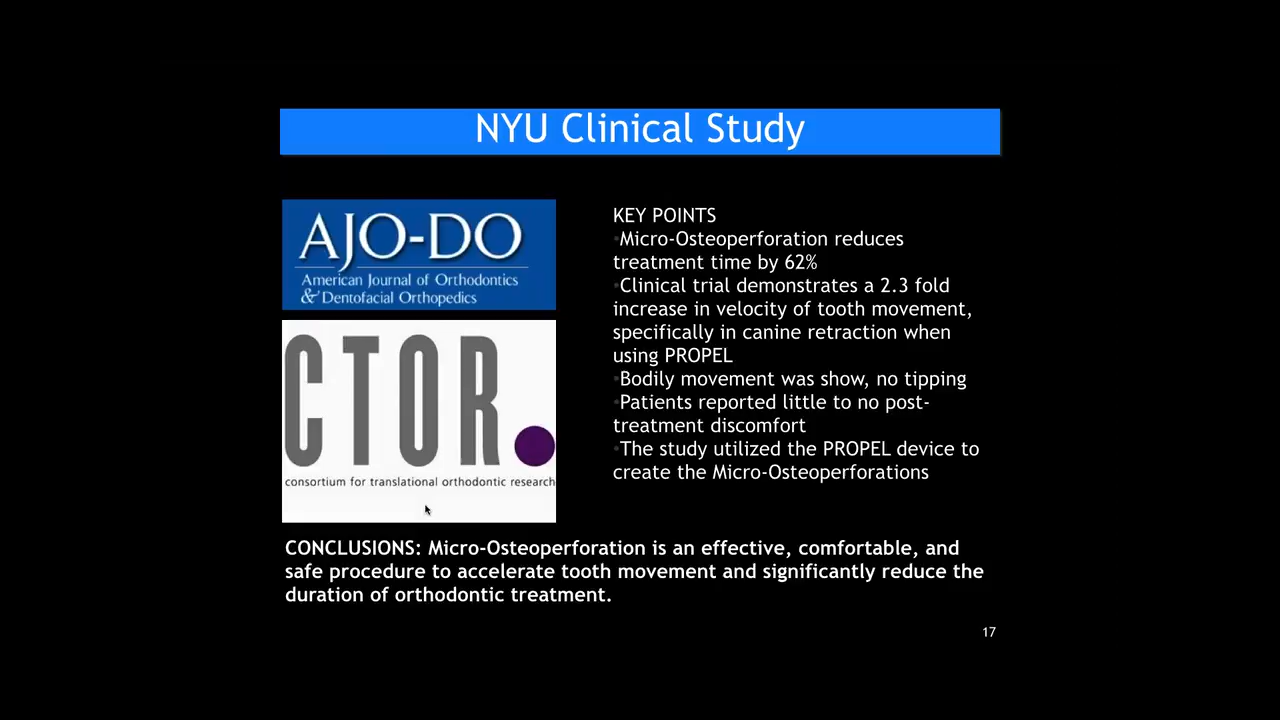 NYU Clinical Study
AJO-DO
American Journal of Orthodontics
& Dentofacial Orthopedics
CTOR.
consortium for translational orthodontic research
KEY POINTS
•Micro-Osteoperforation reduces
treatment time by 62%
•Clinical trial demonstrates a 2.3 fold
increase in velocity of tooth movement,
specifically in canine retraction when
using PROPEL
•Bodily movement was show, no tipping
•Patients reported little to no post-
treatment discomfort
•The study utilized the PROPEL device to
create the Micro-Osteoperforations
CONCLUSIONS: Micro-Osteoperforation is an effective, comfortable, and
safe procedure to accelerate tooth movement and significantly reduce the
duration of orthodontic treatment.
17